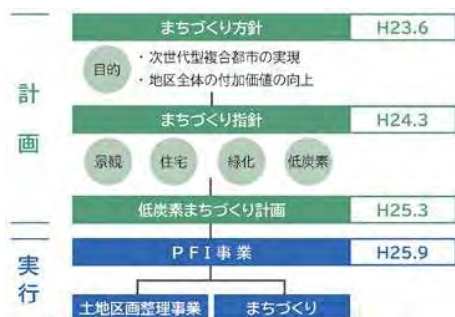 計画
まちづくり方針 H23.6
目的
・次世代型複合都市の実現
・地区全体の付加価値の向上
まちづくり指針 H24.3
景観 住宅 緑化 低炭素
低炭素まちづくり計画 H25.3
実行
PFI事業 H25.9
土地区画整理事業 まちづくり